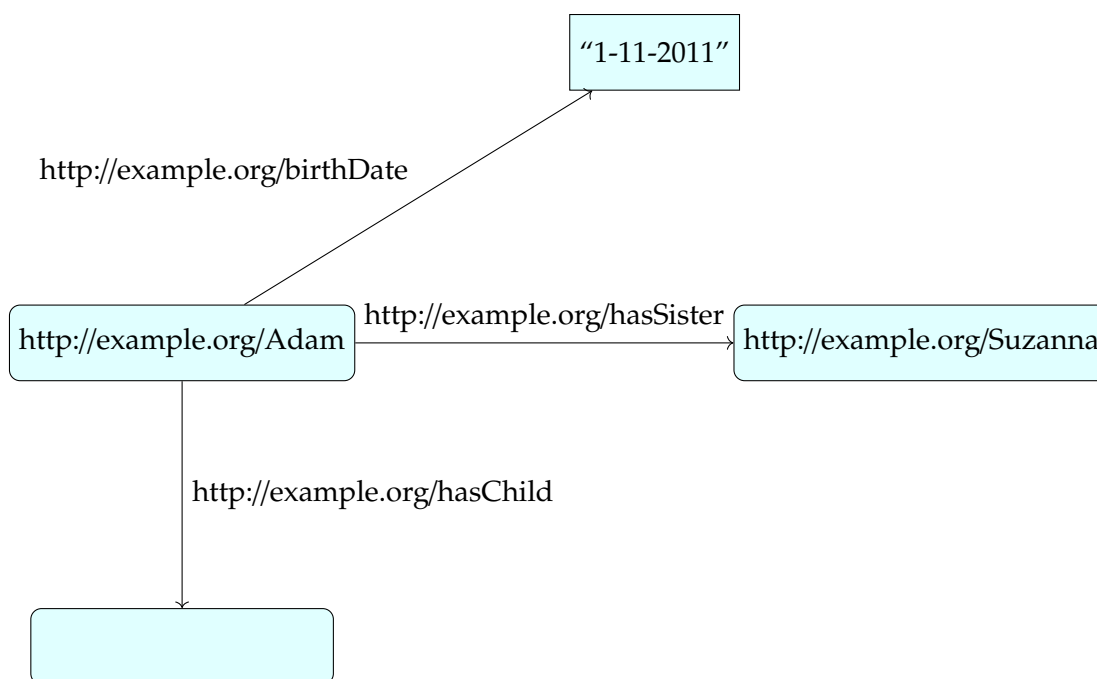 “1-11-2011”
http://example.org/birthDate
http://example.org/hasSister
http://example.org/Adam
http://example.org/Suzanna
http://example.org/hasChild